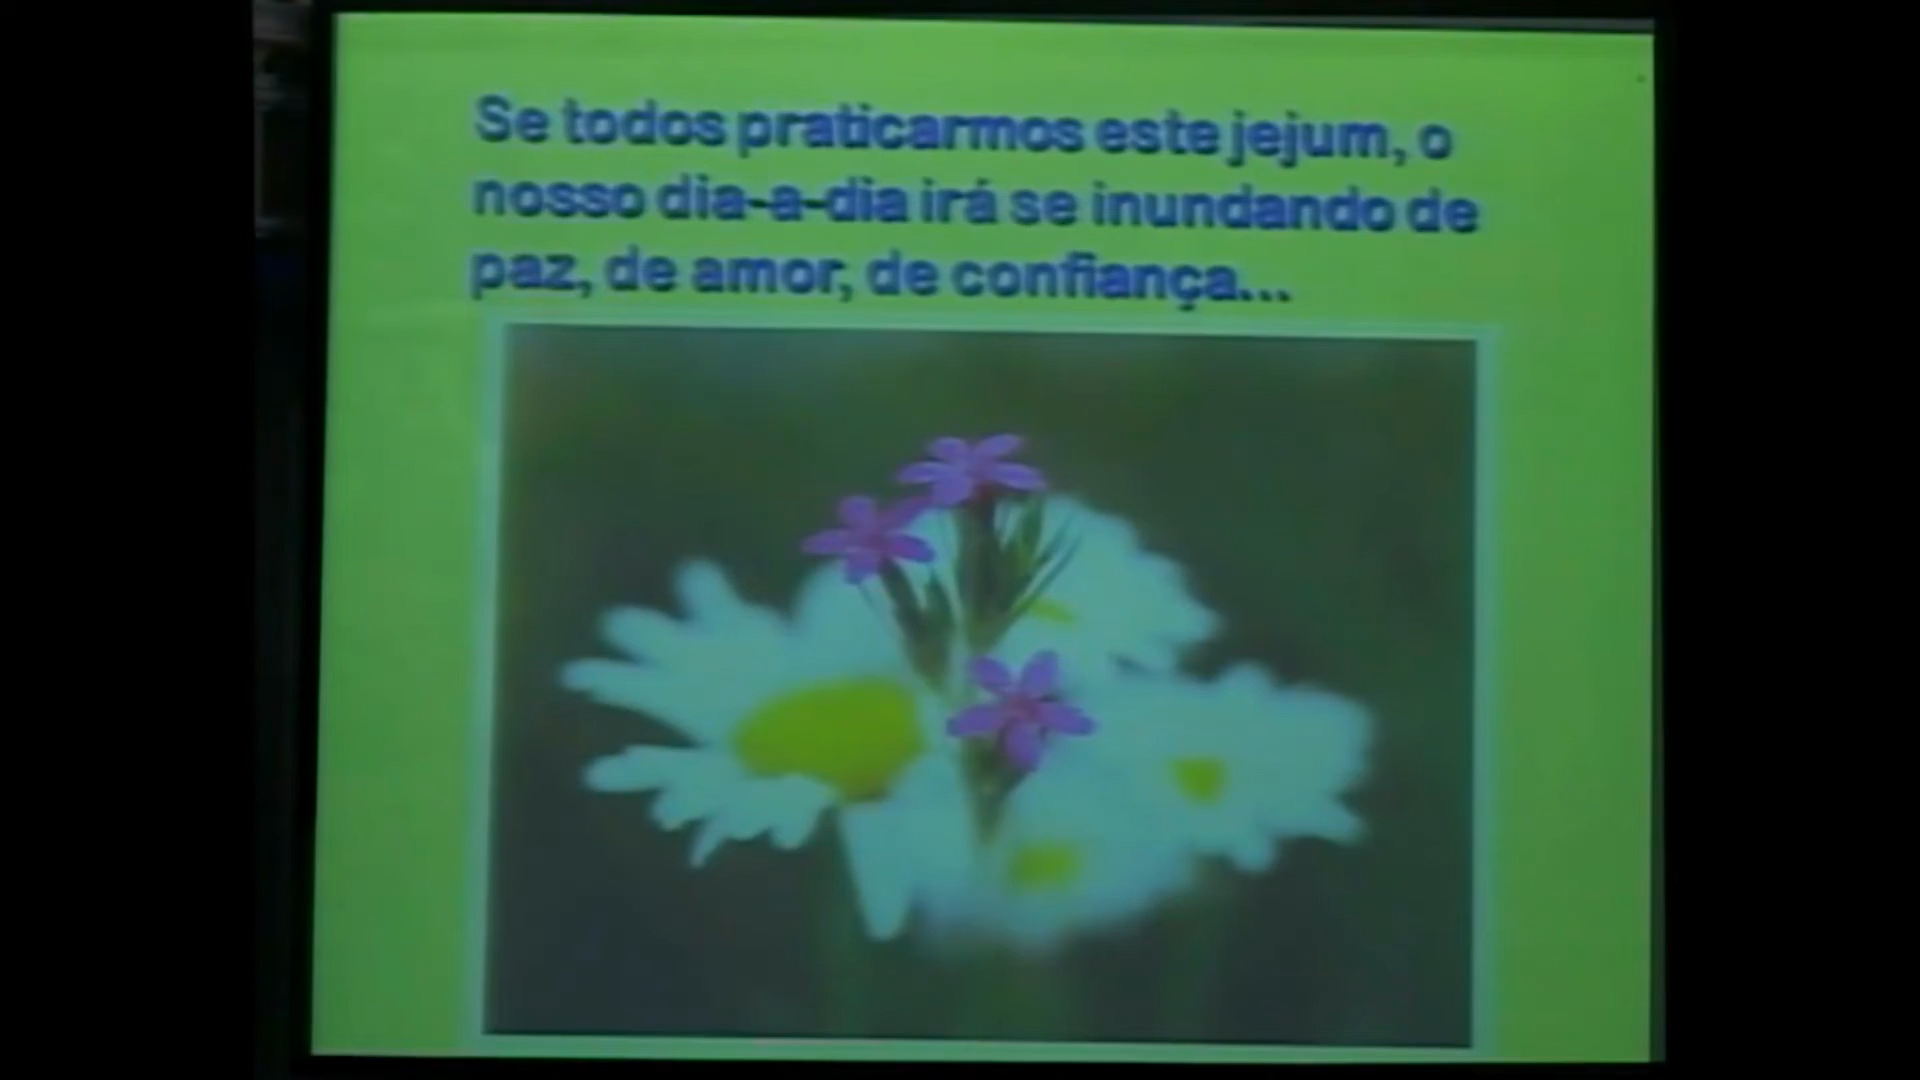 Se todos praticarmos este jejum, o
nosso dia-a-dia irá se inundando de
paz, de amor, de confiança...